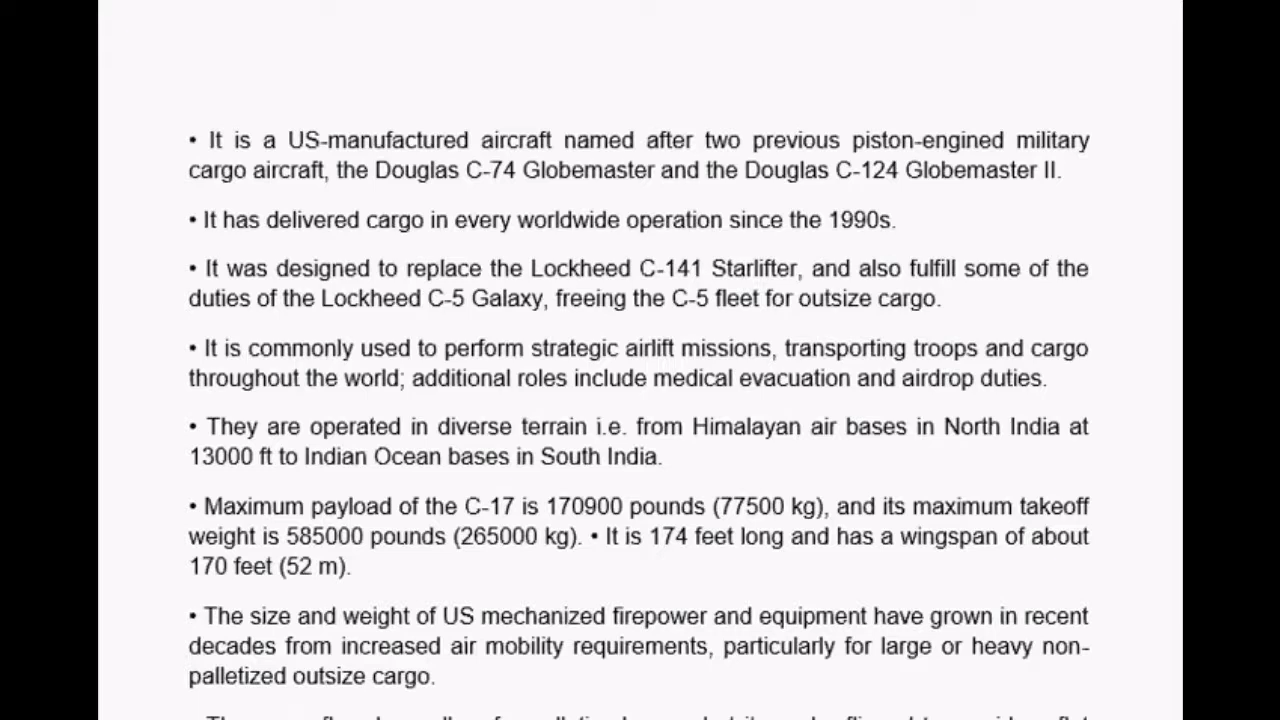 • It is a US-manufactured aircraft named after two previous piston-engined military
cargo aircraft, the Douglas C-74 Globemaster and the Douglas C-124 Globemaster II.
• It has delivered cargo in every worldwide operation since the 1990s.
• It was designed to replace the Lockheed C-141 Starlifter, and also fulfill some of the
duties of the Lockheed C-5 Galaxy, freeing the C-5 fleet for outsize cargo.
• It is commonly used to perform strategic airlift missions, transporting troops and cargo
throughout the world; additional roles include medical evacuation and airdrop duties.
• They are operated in diverse terrain i.e. from Himalayan air bases in North India at
13000 ft to Indian Ocean bases in South India.
• Maximum payload of the C-17 is 170900 pounds (77500 kg), and its maximum takeoff
weight is 585000 pounds (265000 kg). • It is 174 feet long and has a wingspan of about
170 feet (52 m).
• The size and weight of US mechanized firepower and equipment have grown in recent
decades from increased air mobility requirements, particularly for large or heavy non-
palletized outsize cargo.